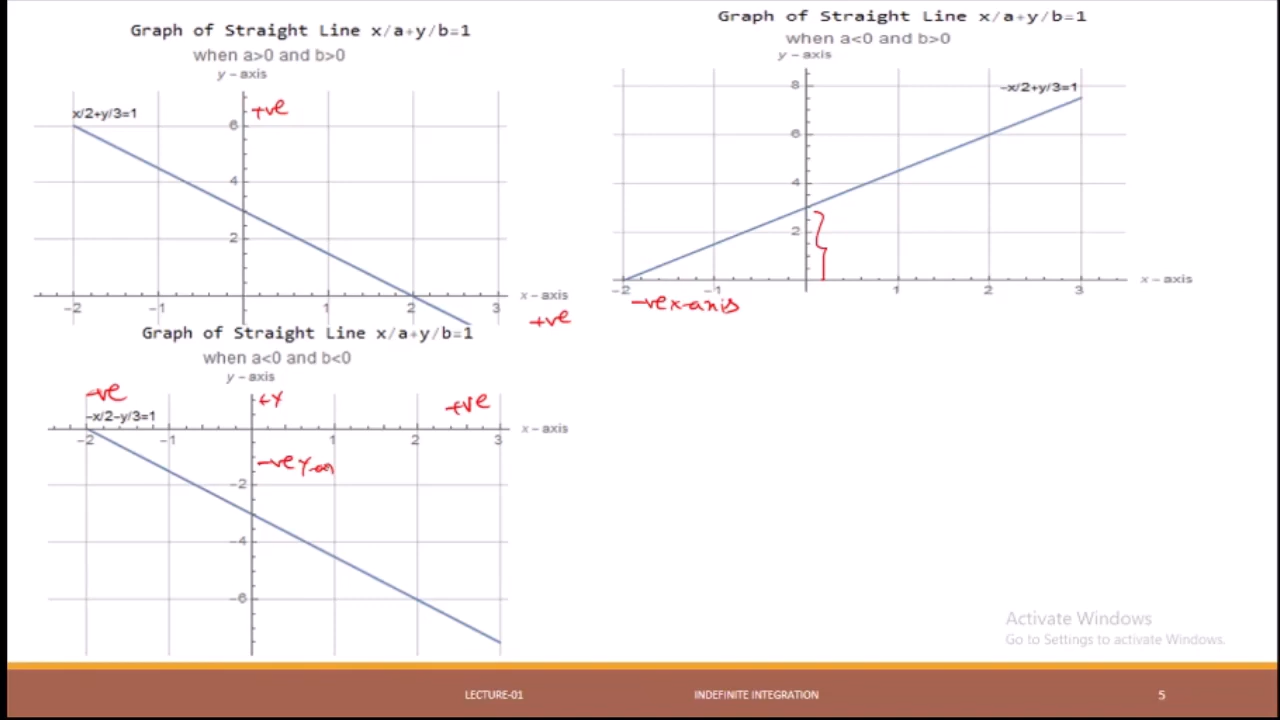 Graph of Straight Line x/a+y/b=1
when a>0 and b>0
y – axis
x/2+y/3=1
+ve
6
4
2
-2 -1 1 2 3
x – axis
+ve
Graph of Straight Line x/a+y/b=1
when a<0 and b>0
y – axis
−x/2+y/3=1
8
6
4
2
-2 -1 1 2 3
x – axis
-ve x-axis
Graph of Straight Line x/a+y/b=1
when a<0 and b<0
y – axis
-ve
+y
+ve
−x/2−y/3=1
x – axis
-2 -1 1 2 3
-ve y
-2
-4
-6
Activate Windows
Go to Settings to activate Windows.
LECTURE-01 INDEFINITE INTEGRATION 5